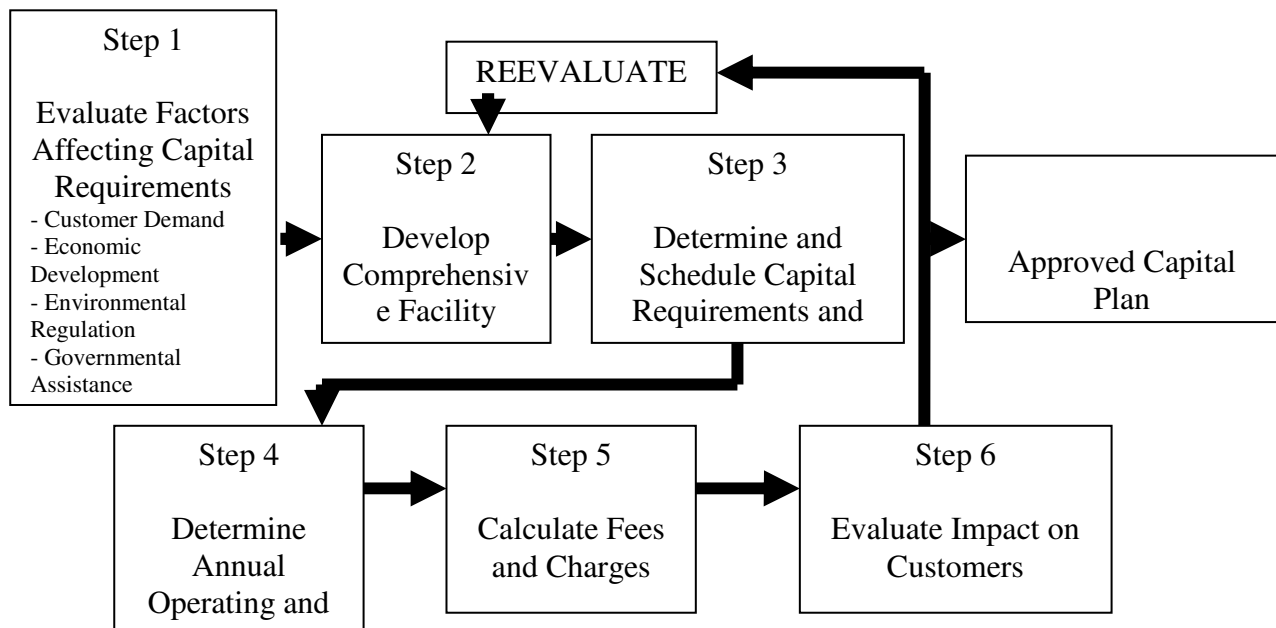 Step 1
Evaluate Factors
Affecting Capital
Requirements
- Customer Demand
- Economic
Development
- Environmental
Regulation
- Governmental
Assistance
REEVALUATE
Step 2
Develop
Comprehensiv
e Facility
Step 3
Determine and
Schedule Capital
Requirements and
Approved Capital
Plan
Step 4
Determine
Annual
Operating and
Step 5
Calculate Fees
and Charges
Step 6
Evaluate Impact on
Customers